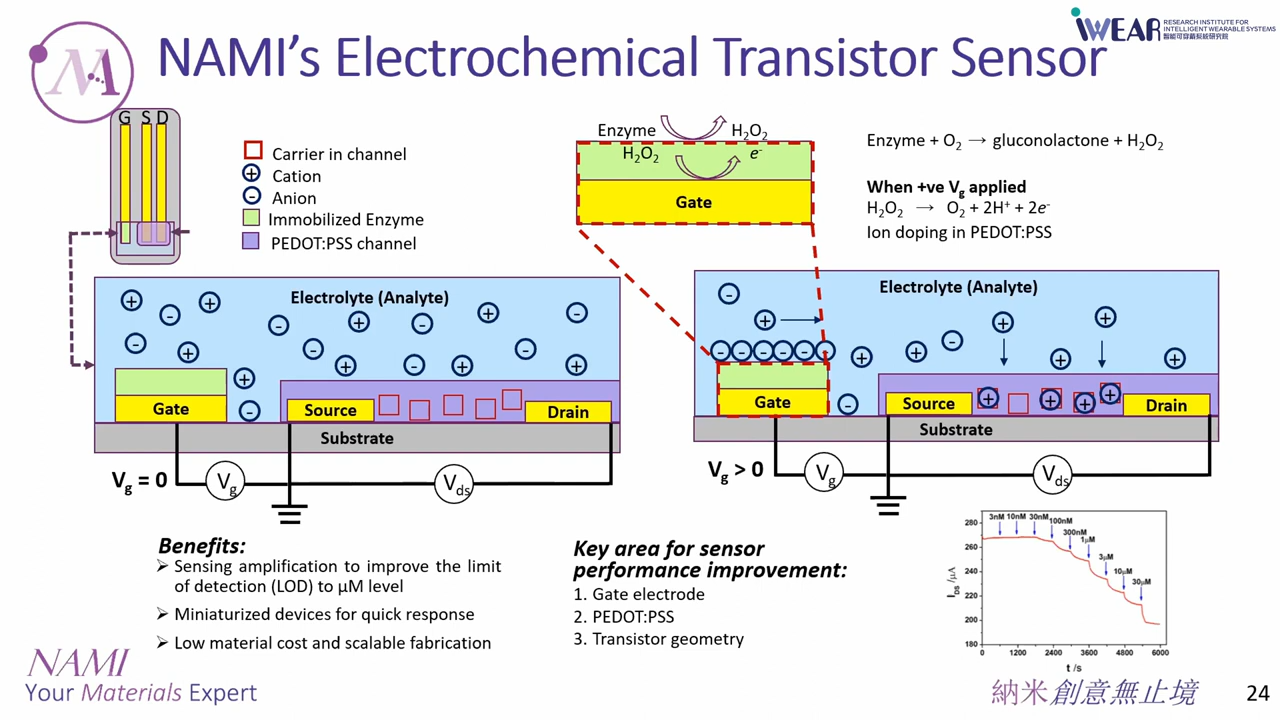 iWEAR
RESEARCH INSTITUTE FOR
INTELLIGENT WEARABLE SYSTEMS
智能可穿戴系統研究院
NAMI’s Electrochemical Transistor Sensor
G S D
Carrier in channel
+ Cation
- Anion
Immobilized Enzyme
PEDOT:PSS channel
Enzyme H₂O₂
H₂O₂ e⁻
Gate
Enzyme + O₂ → gluconolactone + H₂O₂
When +ve Vg applied
H₂O₂ → O₂ + 2H⁺ + 2e⁻
Ion doping in PEDOT:PSS
Electrolyte (Analyte)
Gate
Source
Drain
Substrate
Vg = 0
Vg
Vds
Electrolyte (Analyte)
Gate
Source
Drain
Substrate
Vg > 0
Vg
Vds
Benefits:
➢ Sensing amplification to improve the limit
of detection (LOD) to μM level
➢ Miniaturized devices for quick response
➢ Low material cost and scalable fabrication
Key area for sensor
performance improvement:
1. Gate electrode
2. PEDOT:PSS
3. Transistor geometry
3nM 10nM 30nM
100nM
300nM
1μM
3μM
10μM
30μM
280
260
240
220
200
180
I_DS /μA
0 1200 2400 3600 4800 6000
t /s
NAMI
Your Materials Expert
納米創意無止境
24